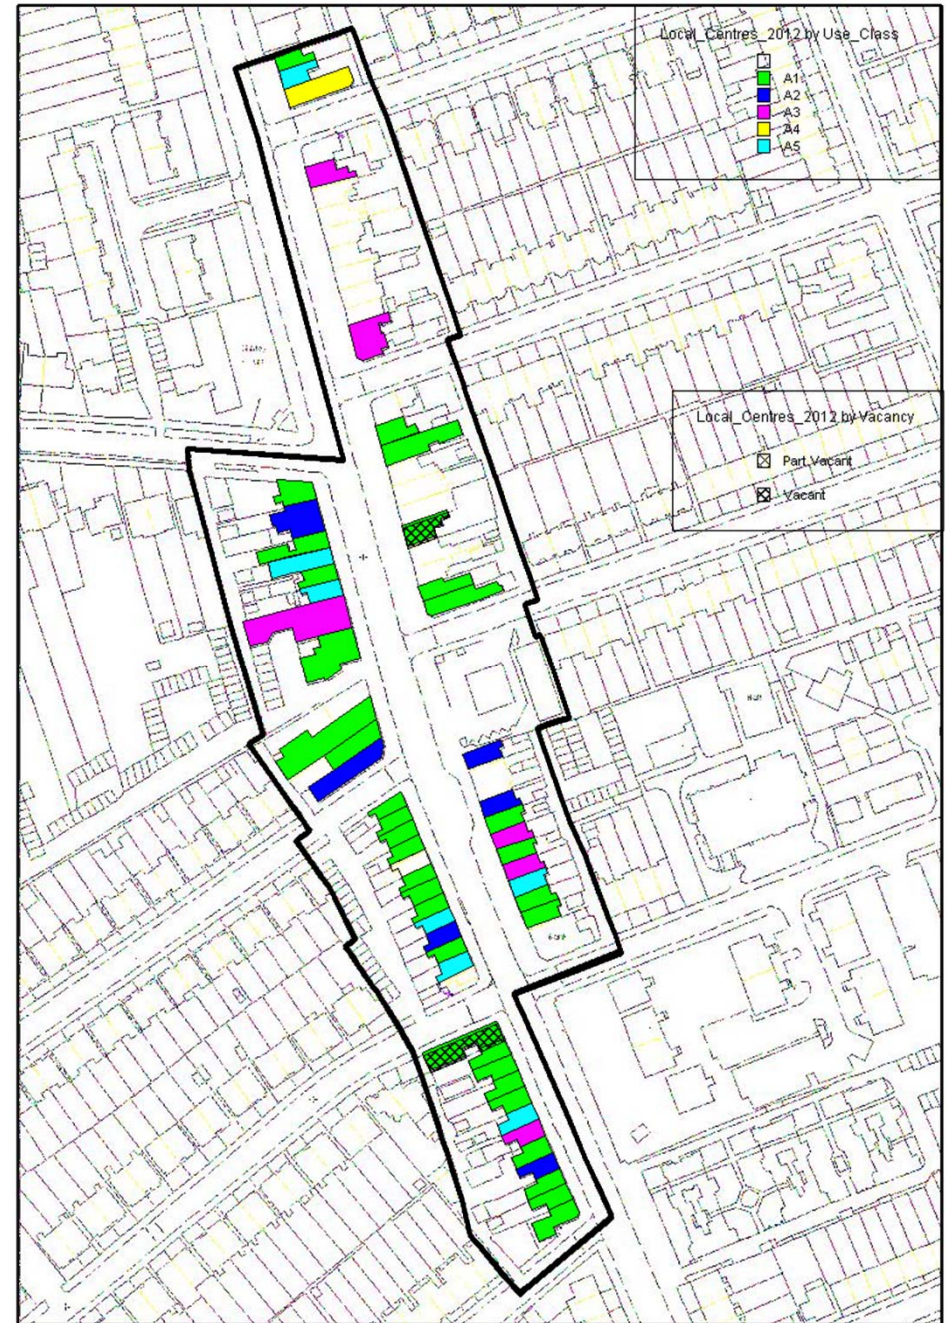 Local_Centres_2012 by Use_Class
A1
A2
A3
A4
A5
Local_Centres_2012 by Vacancy
Part Vacant
Vacant